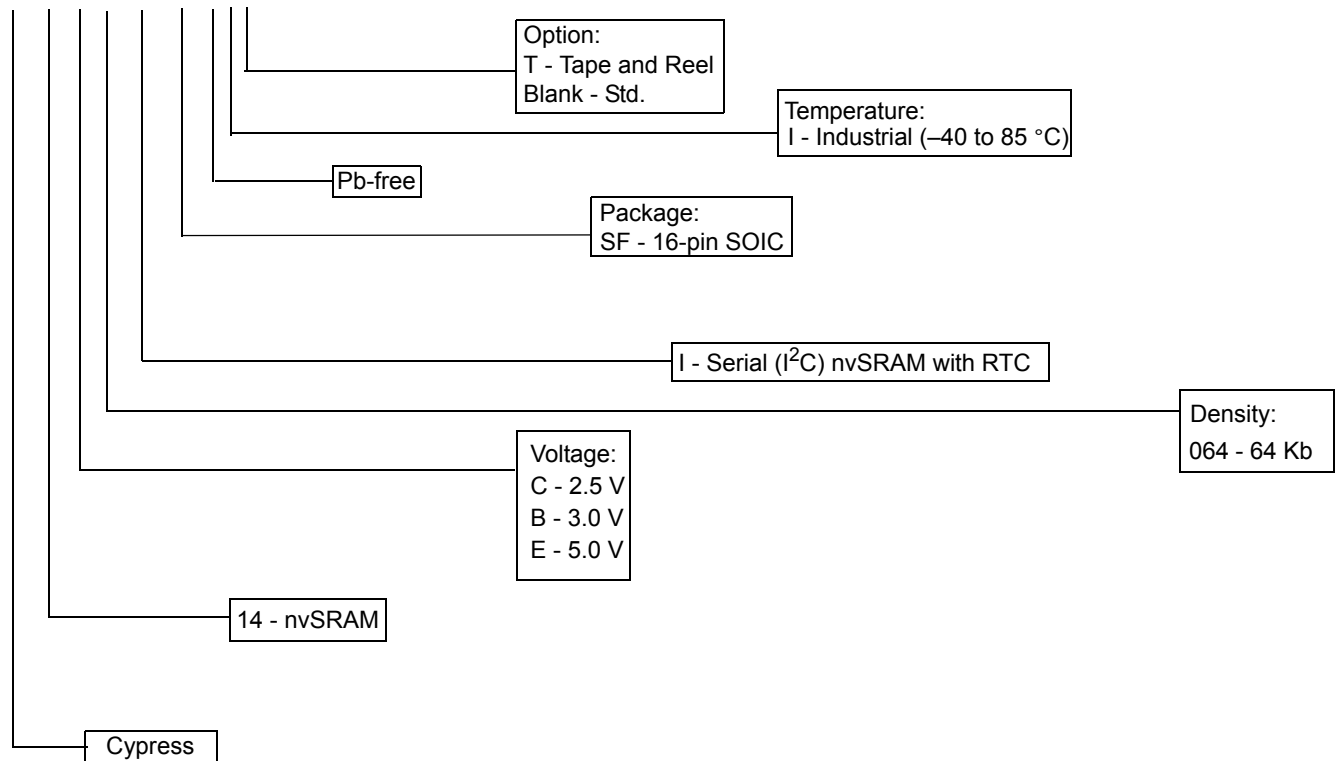 Option:
T - Tape and Reel
Blank - Std.
Temperature:
I - Industrial (–40 to 85 °C)
Pb-free
Package:
SF - 16-pin SOIC
I - Serial (I2C) nvSRAM with RTC
Density:
064 - 64 Kb
Voltage:
C - 2.5 V
B - 3.0 V
E - 5.0 V
14 - nvSRAM
Cypress